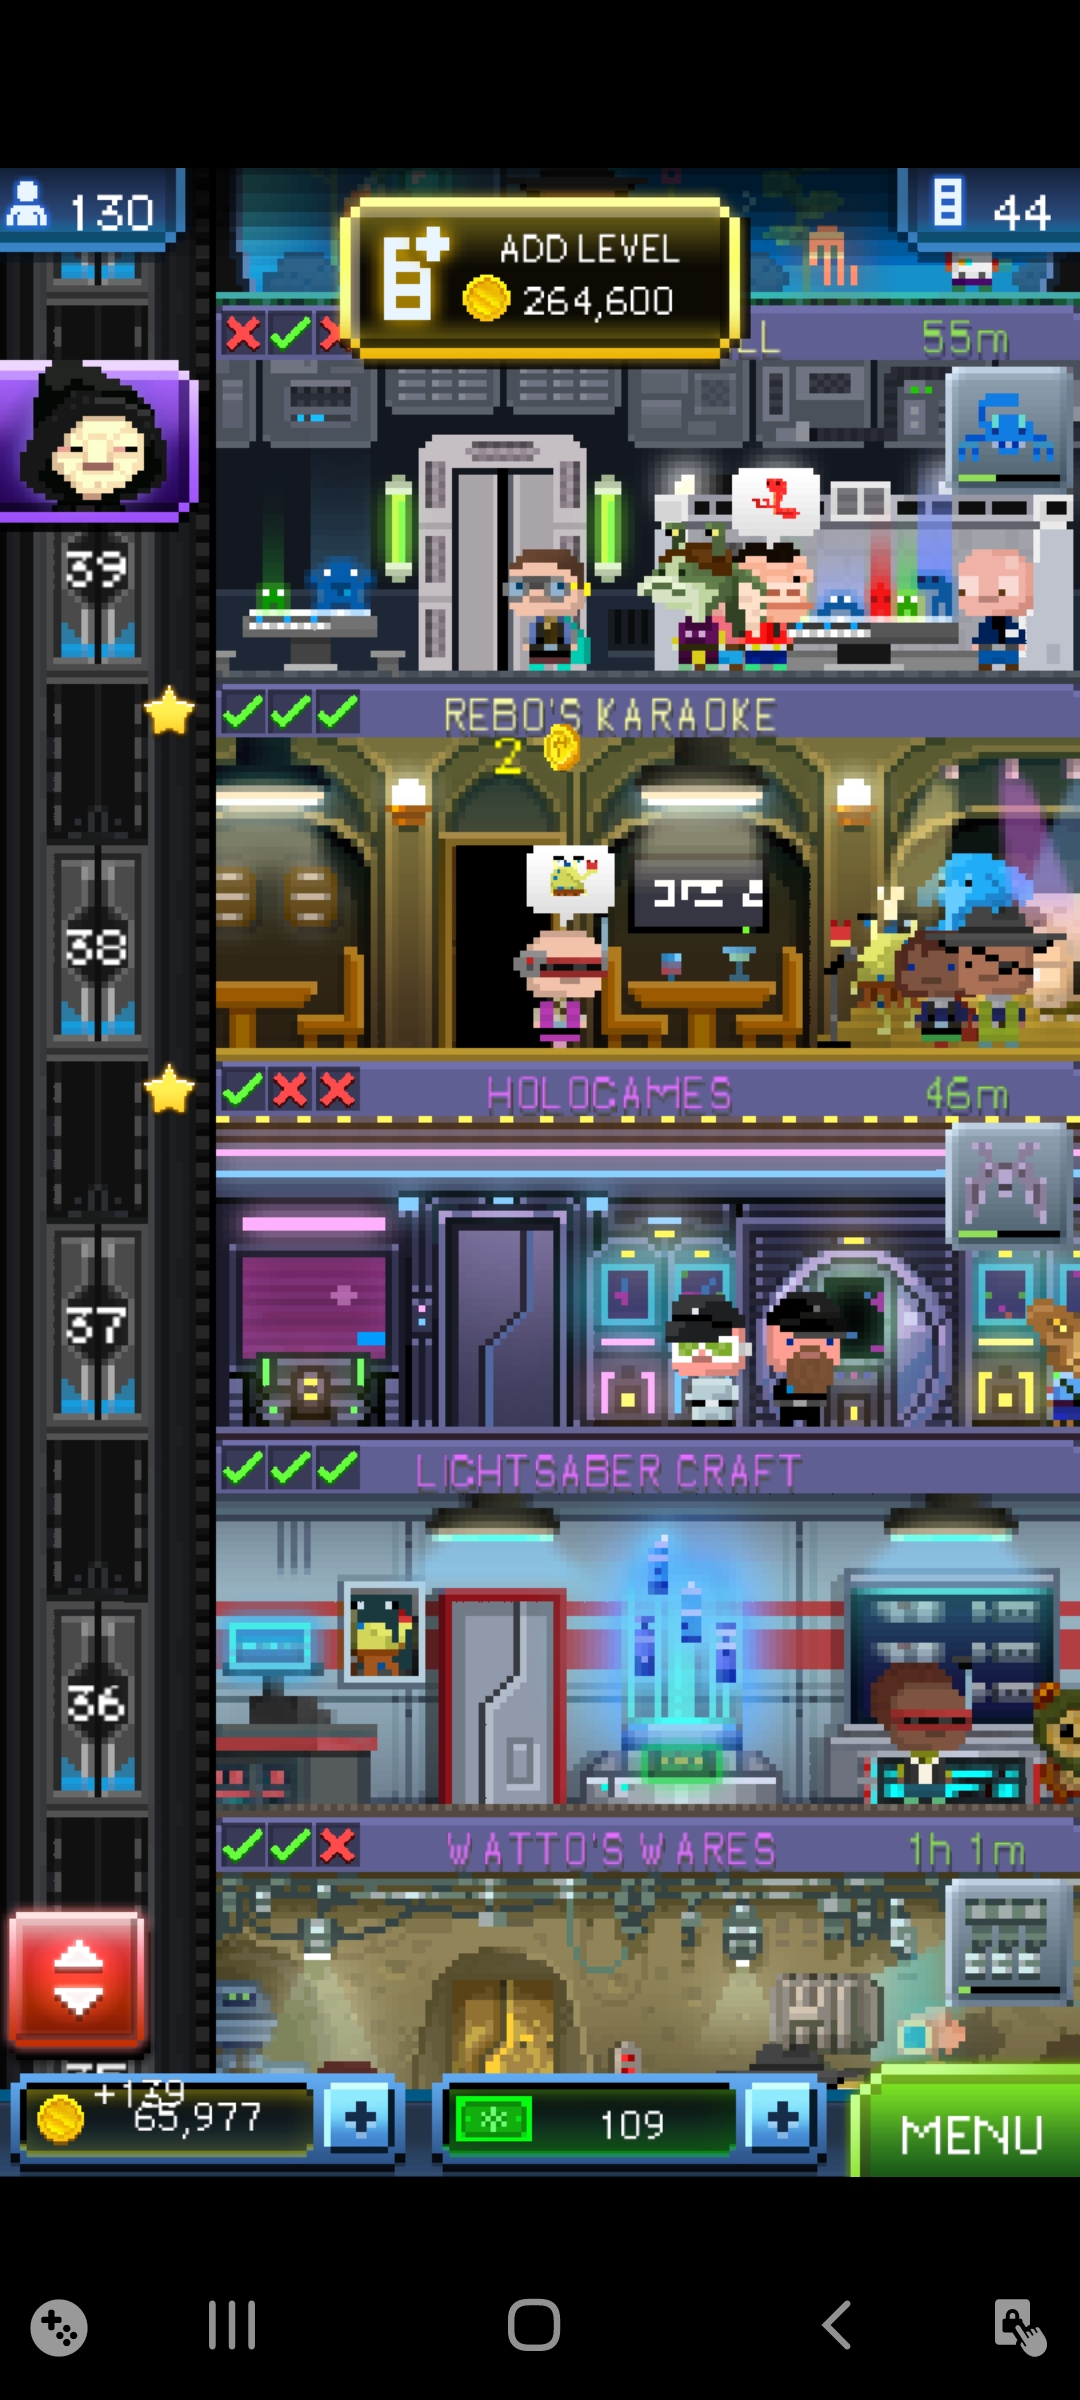 130
ADD LEVEL
264,600
44
LL
55m
39
REBO'S KARAOKE
2
38
HOLOGAMES
46m
37
LIGHTSABER CRAFT
36
WATTO'S WARES
1h 1m
+139
65,977
109
MENU